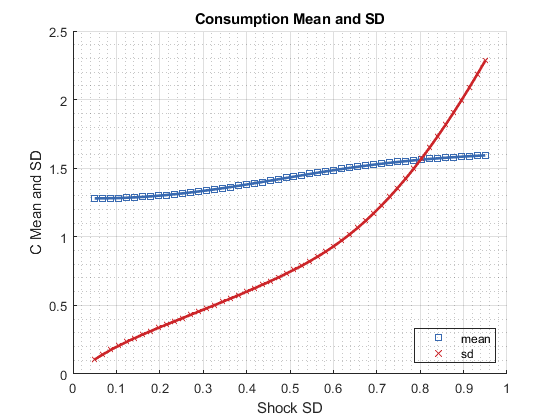 Consumption Mean and SD
2.5
2
1.5
1
0.5
0
C Mean and SD
0 0.1 0.2 0.3 0.4 0.5 0.6 0.7 0.8 0.9 1
Shock SD
mean
sd